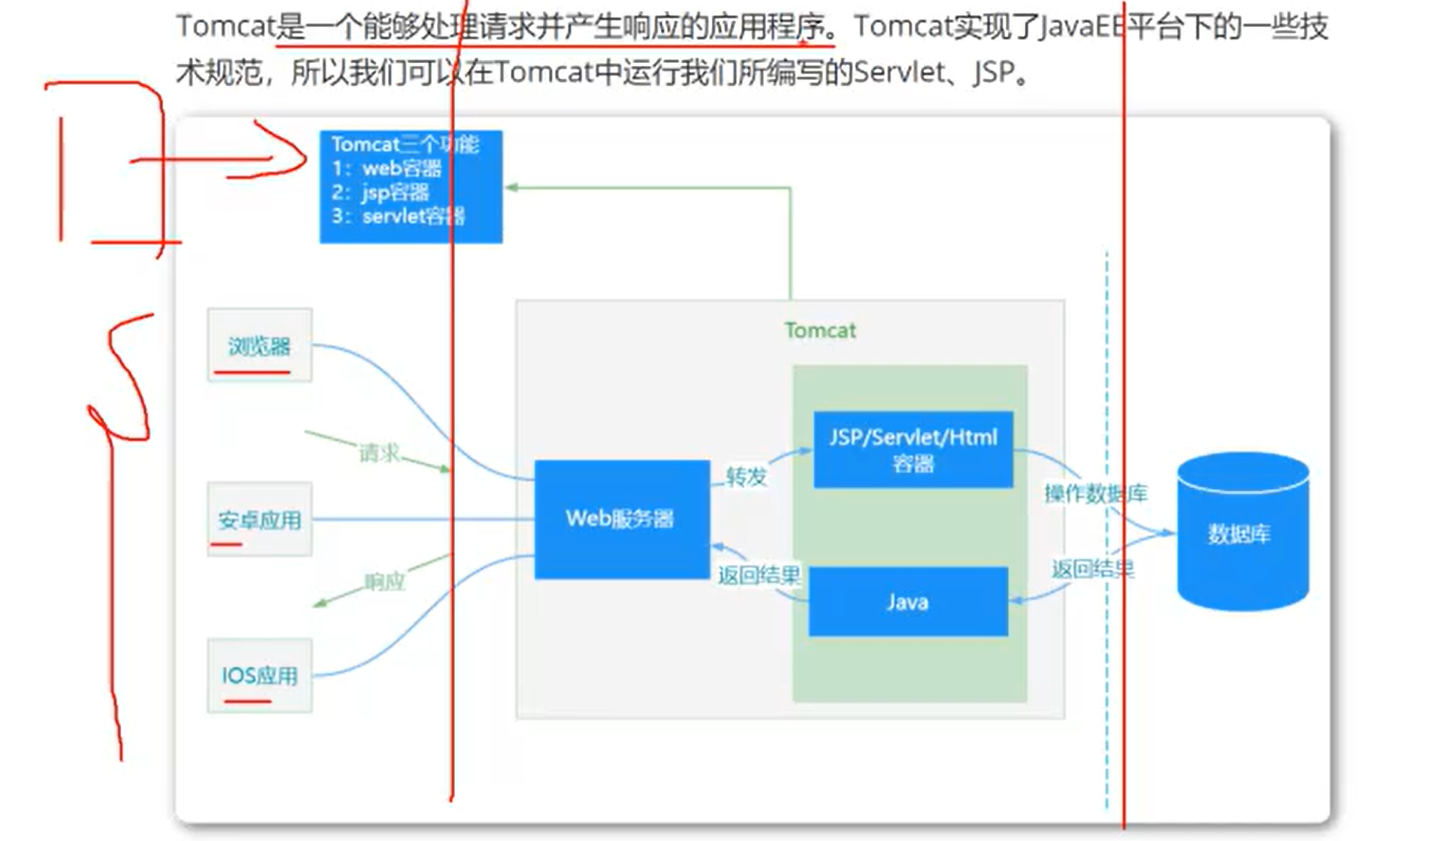 Tomcat是一个能够处理请求并产生响应的应用程序。Tomcat实现了JavaEE平台下的一些技
术规范，所以我们可以在Tomcat中运行我们所编写的Servlet、JSP。
Tomcat三个功能
1：web容器
2：jsp容器
3：servlet容器
Tomcat
浏览器
请求
安卓应用
响应
IOS应用
Web服务器
转发
返回结果
JSP/Servlet/Html
容器
Java
操作数据库
返回结果
数据库